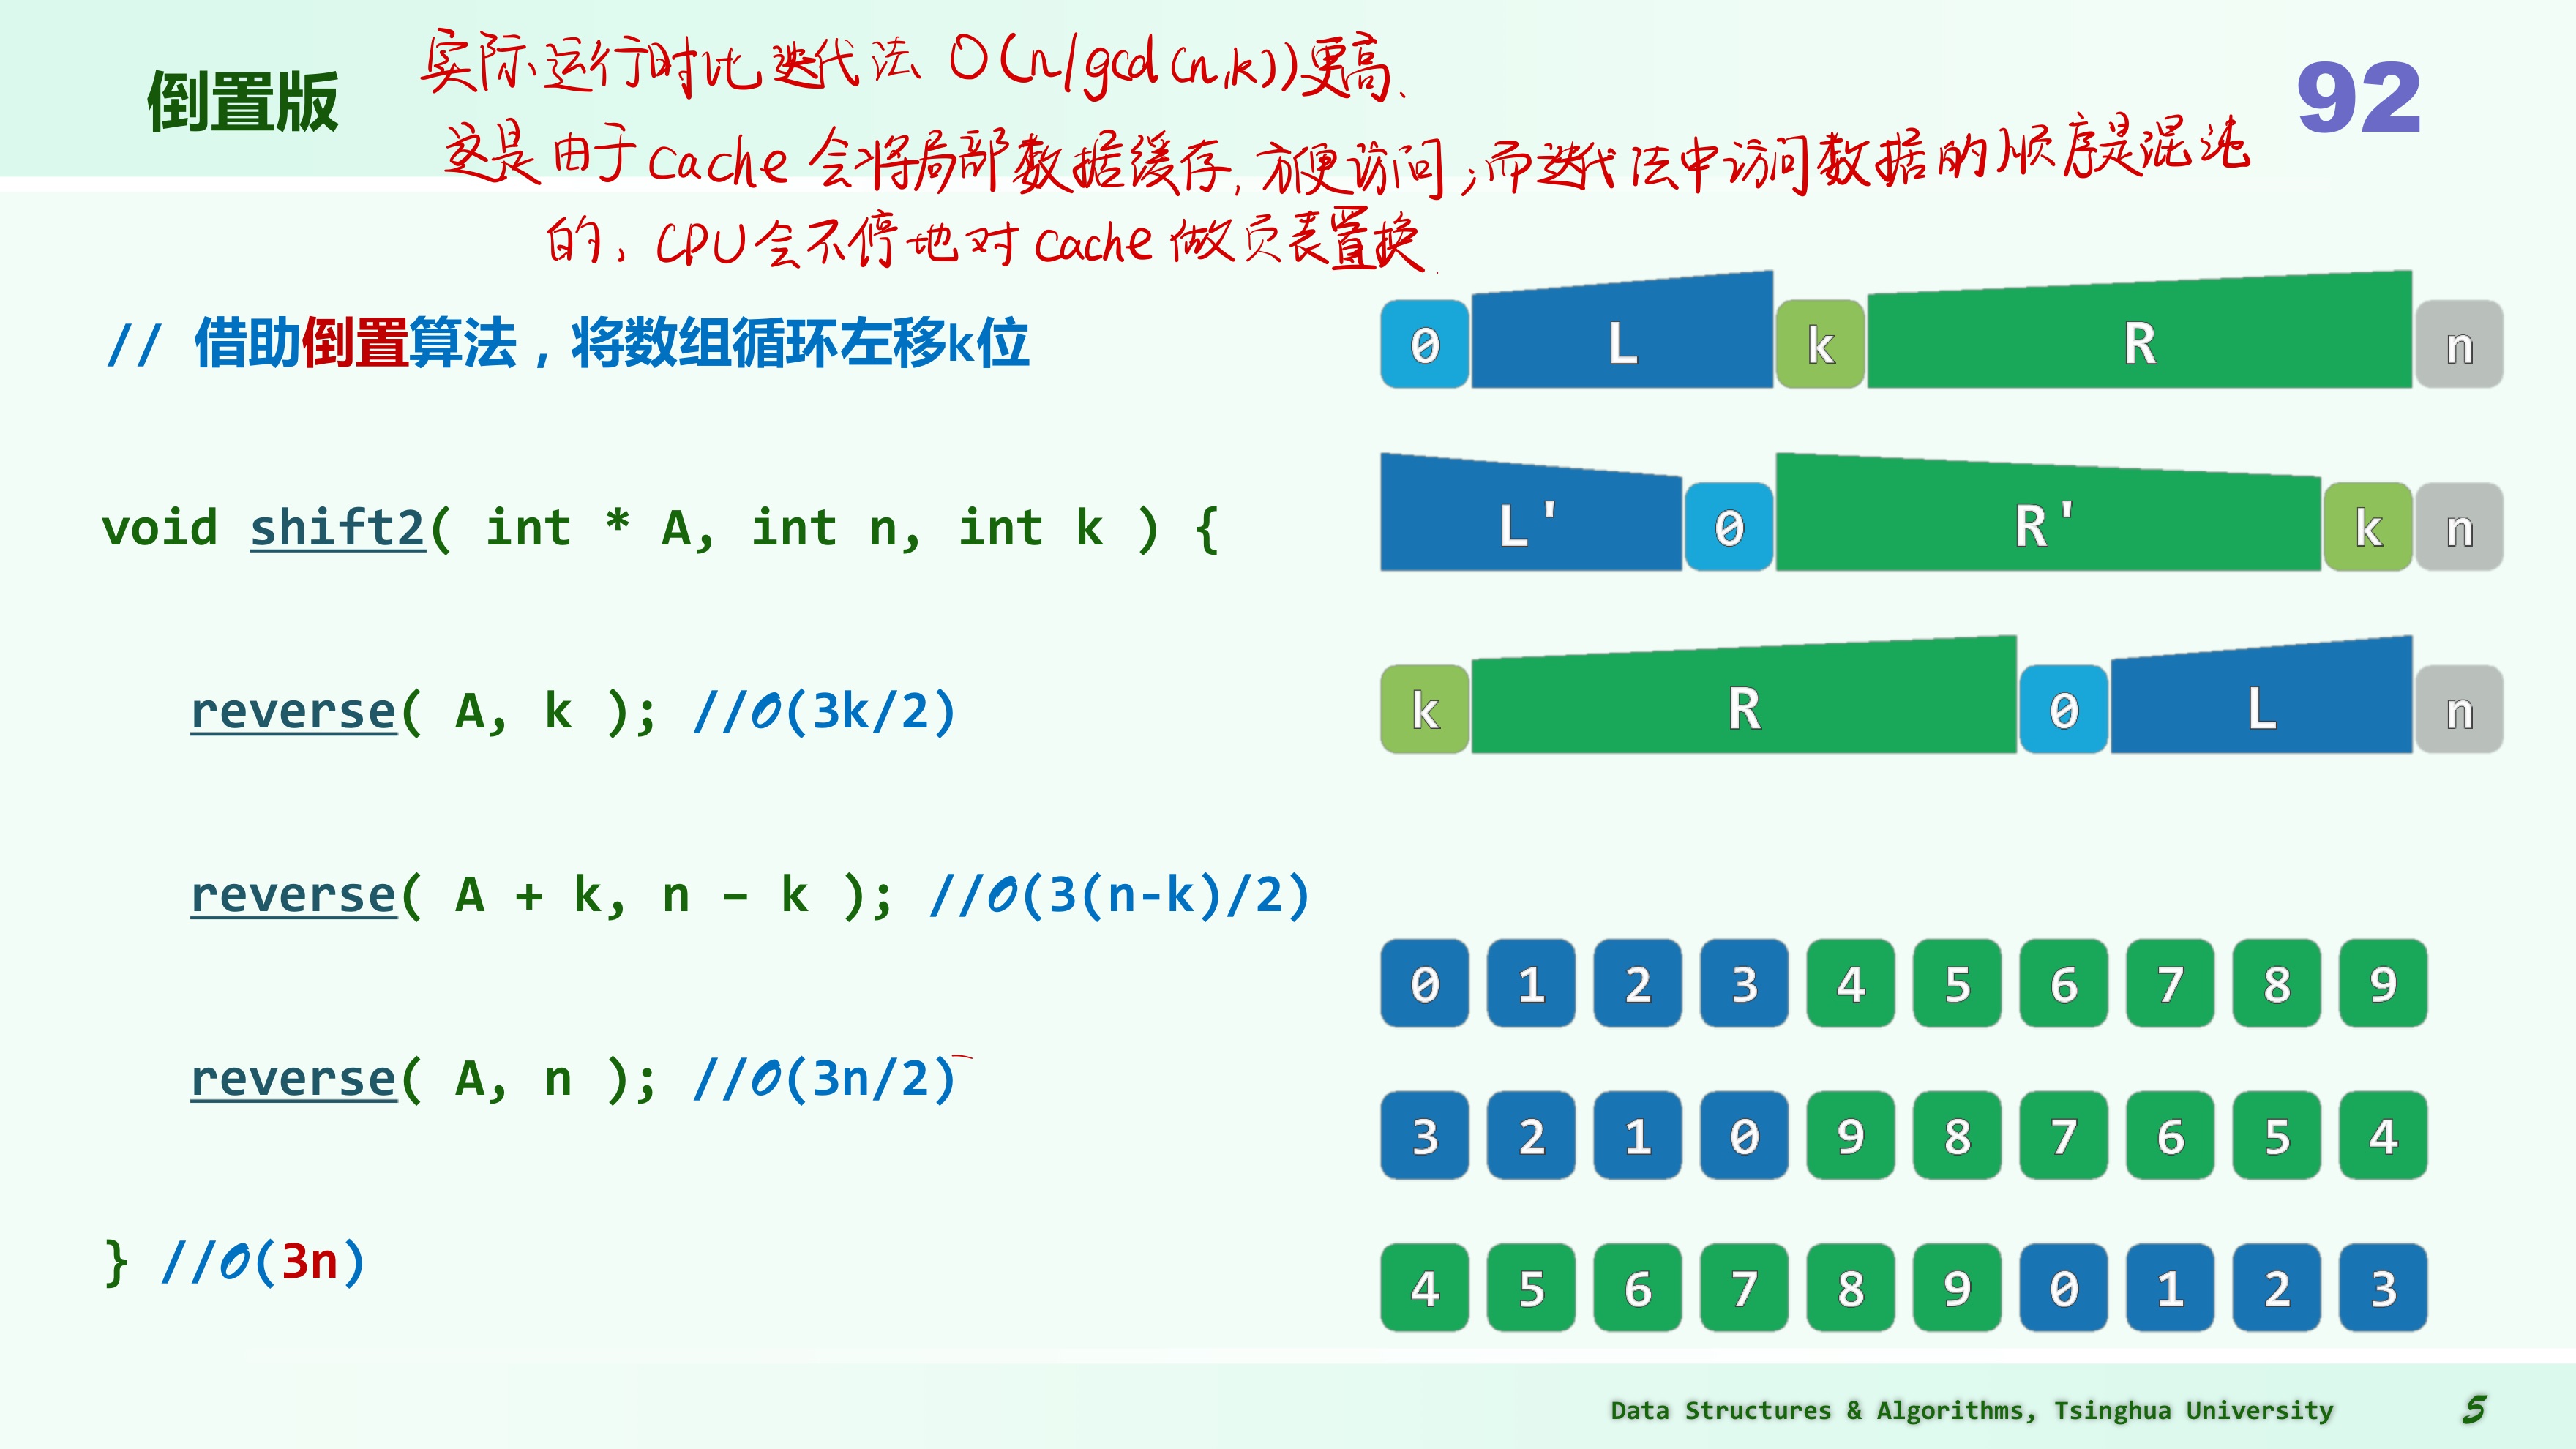 倒置版
92
实际运行时比迭代法 O(n/gcd(n,k))更高、
这是由于cache会将局部数据缓存,方便访问;而迭代法中访问数据的顺序是混沌
的, CPU会不停地对cache做页表置换.
// 借助倒置算法，将数组循环左移k位
void shift2( int * A, int n, int k ) {
reverse( A, k ); //O(3k/2)
reverse( A + k, n – k ); //O(3(n-k)/2)
reverse( A, n ); //O(3n/2)
} //O(3n)
0 L k R n
L' 0 R' k n
k R 0 L n
0 1 2 3 4 5 6 7 8 9
3 2 1 0 9 8 7 6 5 4
4 5 6 7 8 9 0 1 2 3
Data Structures & Algorithms, Tsinghua University 5